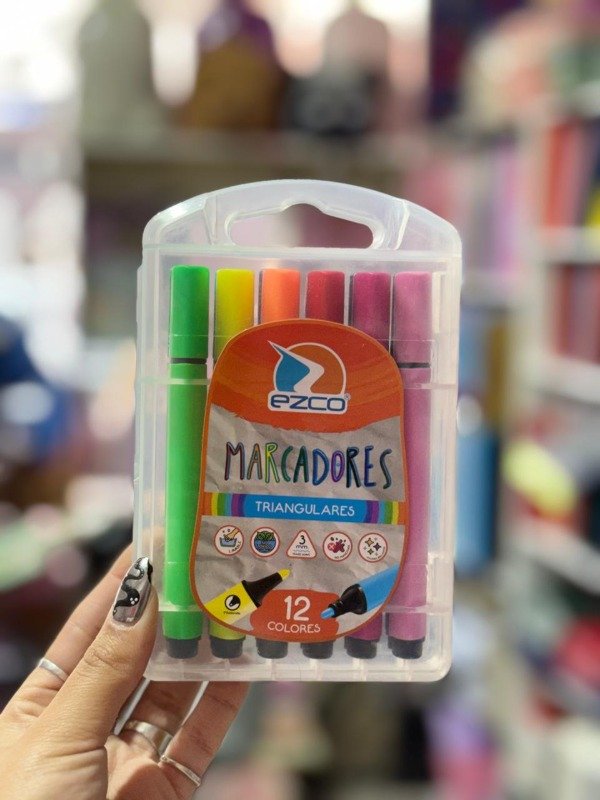 EZCO
MARCADORES
TRIANGULARES
3
mm
12
COLORES